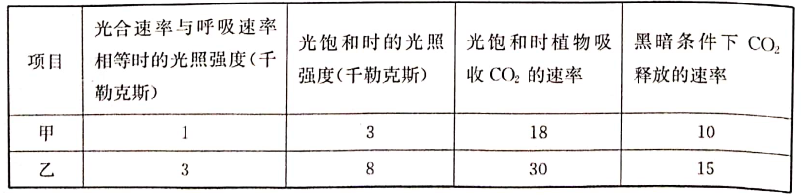 项目
光合速率与呼吸速率
相等时的光照强度(千
勒克斯)
光饱和时的光照
强度(千勒克斯)
光饱和时植物吸
收CO₂的速率
黑暗条件下 CO₂
释放的速率
甲 1 3 18 10
乙 3 8 30 15